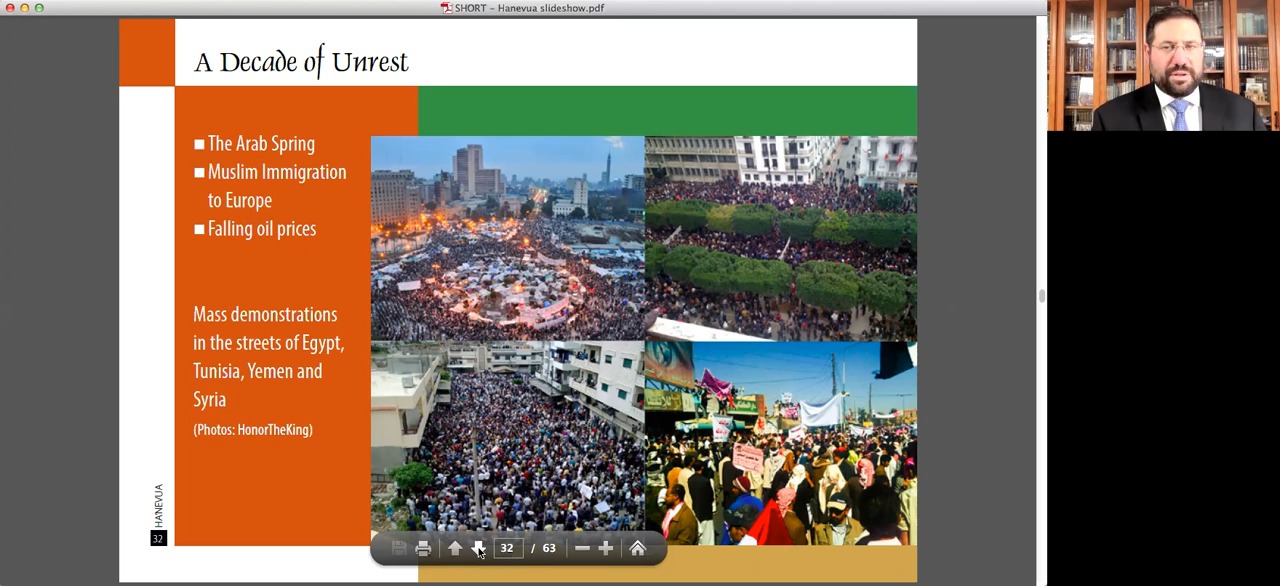 SHORT – Hanevua slideshow.pdf
A Decade of Unrest
The Arab Spring
Muslim Immigration
to Europe
Falling oil prices
Mass demonstrations
in the streets of Egypt,
Tunisia, Yemen and
Syria
(Photos: HonorTheKing)
HANEVUA
32
32 / 63